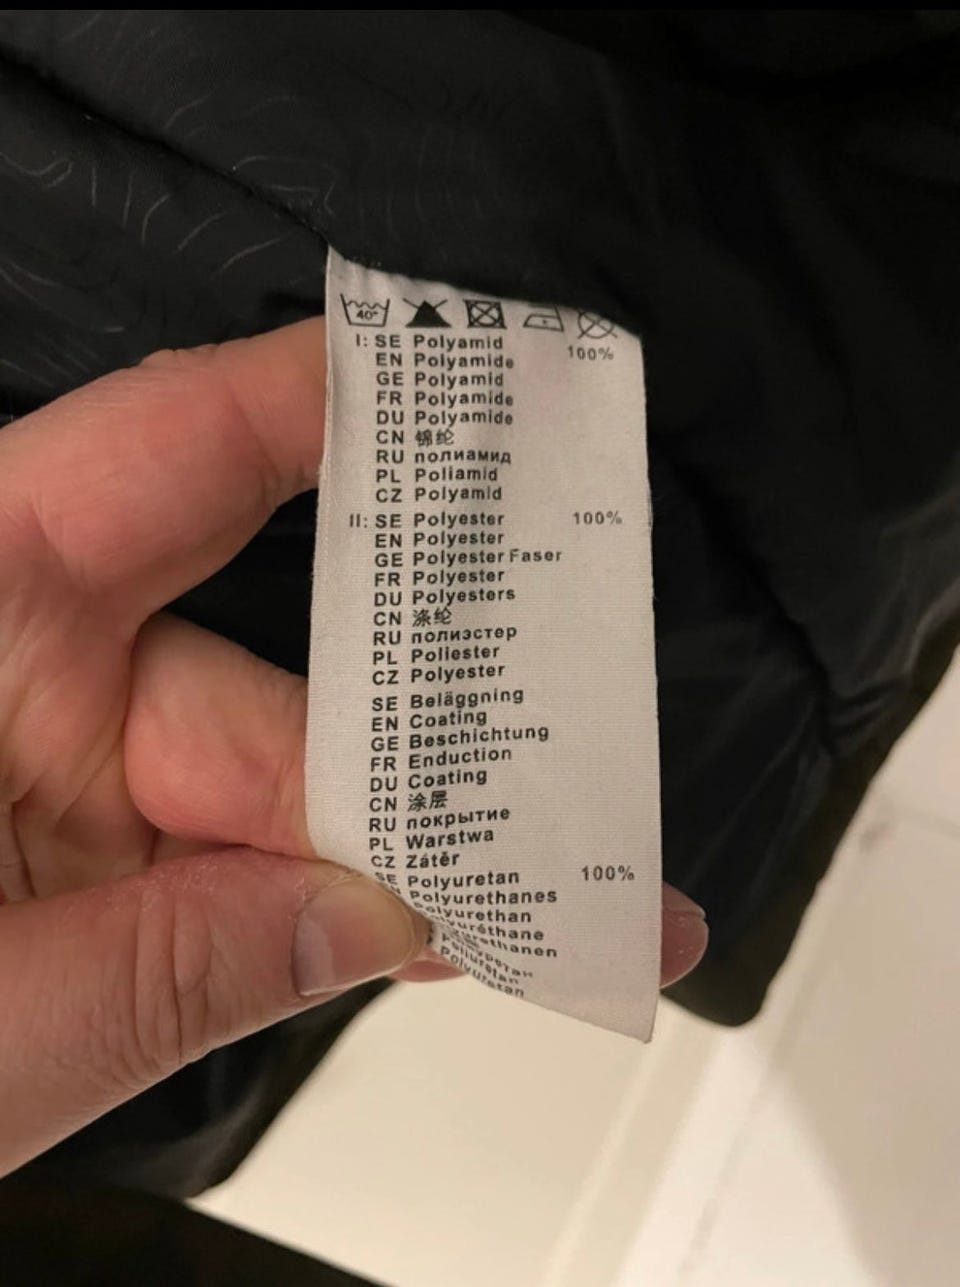 40°
I: SE Polyamid 100%
EN Polyamide
GE Polyamid
FR Polyamide
DU Polyamide
CN 锦纶
RU полиамид
PL Poliamid
CZ Polyamid
II: SE Polyester 100%
EN Polyester
GE Polyester Faser
FR Polyester
DU Polyesters
CN 涤纶
RU полиэстер
PL Poliester
CZ Polyester
SE Beläggning
EN Coating
GE Beschichtung
FR Enduction
DU Coating
CN 涂层
RU покрытие
PL Warstwa
CZ Zátěr
SE Polyuretan 100%
Polyurethanes
Polyurethan
Poliuretan
Polyuretan